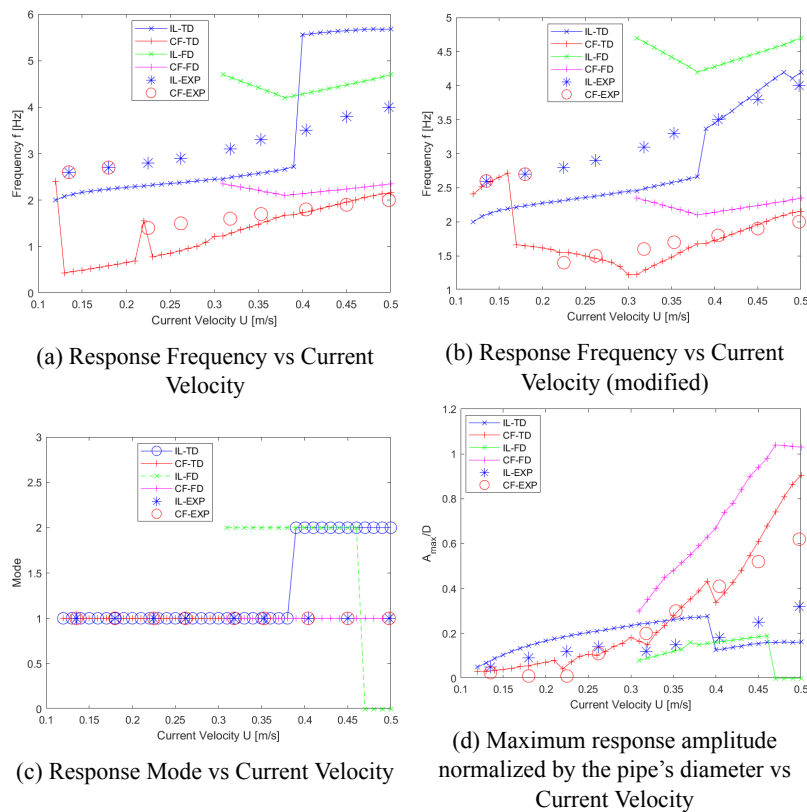 5
IL-TD
CF-TD
IL-FD
CF-FD
IL-EXP
CF-EXP
6
5
4
3
2
1
0
Frequency f [Hz]
0.1 0.15 0.2 0.25 0.3 0.35 0.4 0.45 0.5
Current Velocity U [m/s]
(a) Response Frequency vs Current
Velocity
IL-TD
CF-TD
IL-FD
CF-FD
IL-EXP
CF-EXP
5
4.5
4
3.5
3
2.5
2
1.5
1
Frequency f [Hz]
0.1 0.15 0.2 0.25 0.3 0.35 0.4 0.45 0.5
Current Velocity U [m/s]
(b) Response Frequency vs Current
Velocity (modified)
IL-TD
CF-TD
IL-FD
CF-FD
IL-EXP
CF-EXP
3
2.5
2
1.5
1
0.5
0
Mode
0.1 0.15 0.2 0.25 0.3 0.35 0.4 0.45 0.5
Current Velocity U [m/s]
(c) Response Mode vs Current Velocity
IL-TD
CF-TD
IL-FD
CF-FD
IL-EXP
CF-EXP
1.2
1
0.8
0.6
0.4
0.2
0
A_max/D
0.1 0.15 0.2 0.25 0.3 0.35 0.4 0.45 0.5
Current Velocity U [m/s]
(d) Maximum response amplitude
normalized by the pipe's diameter vs
Current Velocity